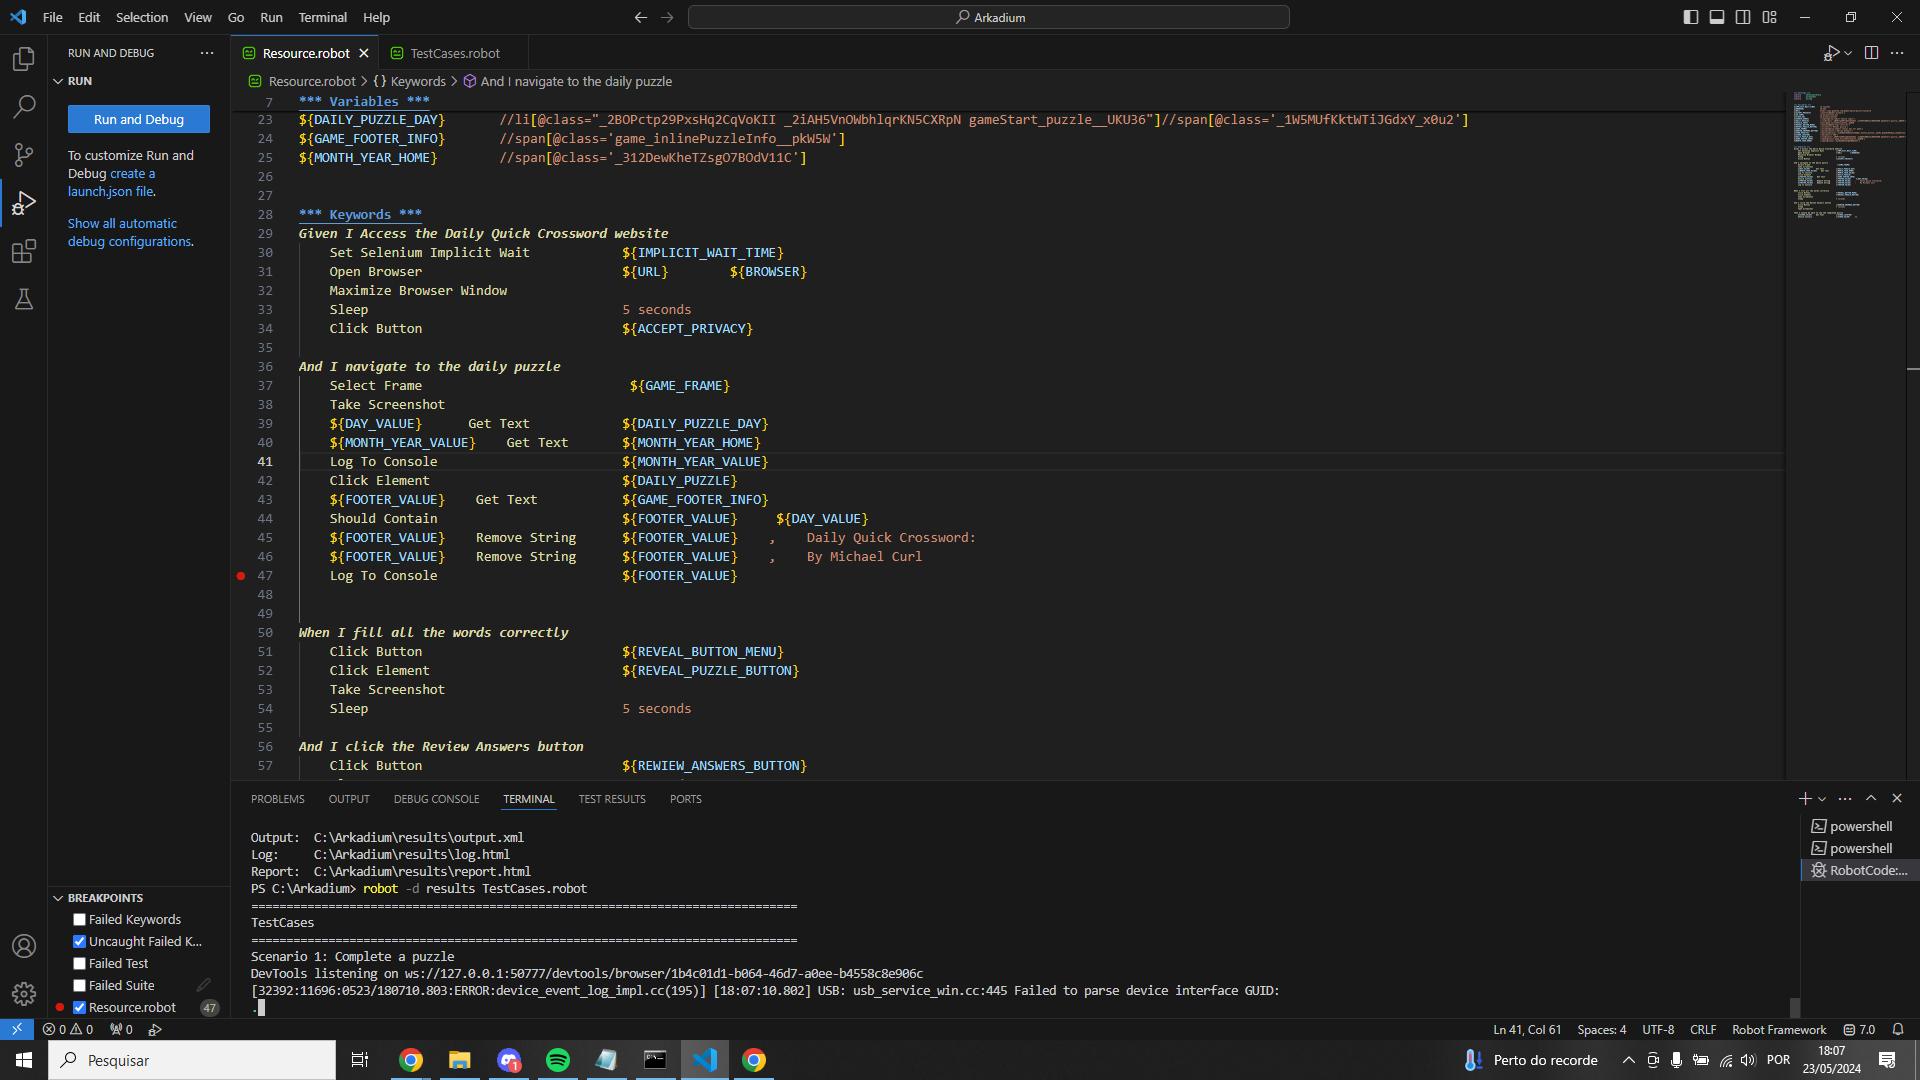 File Edit Selection View Go Run Terminal Help
Arkadium
RUN AND DEBUG
Resource.robot TestCases.robot
RUN
Resource.robot > {} Keywords > And I navigate to the daily puzzle
Run and Debug
To customize Run and
Debug create a
launch.json file.
Show all automatic
debug configurations.
7 *** Variables ***
23 ${DAILY_PUZZLE_DAY} //li[@class="_2BOPctp29PxsHq2CqVoKII _2iAH5VnOWbhlqrKN5CXRpN gameStart_puzzle__UKU36"]//span[@class='_1W5MUfKktWTiJGdxY_x0u2']
24 ${GAME_FOOTER_INFO} //span[@class='game_inlinePuzzleInfo__pkW5W']
25 ${MONTH_YEAR_HOME} //span[@class='_312DewKheTZsgO7BOdV11C']
26
27
28 *** Keywords ***
29 Given I Access the Daily Quick Crossword website
30 Set Selenium Implicit Wait ${IMPLICIT_WAIT_TIME}
31 Open Browser ${URL} ${BROWSER}
32 Maximize Browser Window
33 Sleep 5 seconds
34 Click Button ${ACCEPT_PRIVACY}
35
36 And I navigate to the daily puzzle
37 Select Frame ${GAME_FRAME}
38 Take Screenshot
39 ${DAY_VALUE} Get Text ${DAILY_PUZZLE_DAY}
40 ${MONTH_YEAR_VALUE} Get Text ${MONTH_YEAR_HOME}
41 Log To Console ${MONTH_YEAR_VALUE}
42 Click Element ${DAILY_PUZZLE}
43 ${FOOTER_VALUE} Get Text ${GAME_FOOTER_INFO}
44 Should Contain ${FOOTER_VALUE} ${DAY_VALUE}
45 ${FOOTER_VALUE} Remove String ${FOOTER_VALUE} , Daily Quick Crossword:
46 ${FOOTER_VALUE} Remove String ${FOOTER_VALUE} , By Michael Curl
47 Log To Console ${FOOTER_VALUE}
48
49
50 When I fill all the words correctly
51 Click Button ${REVEAL_BUTTON_MENU}
52 Click Element ${REVEAL_PUZZLE_BUTTON}
53 Take Screenshot
54 Sleep 5 seconds
55
56 And I click the Review Answers button
57 Click Button ${REWIEW_ANSWERS_BUTTON}
PROBLEMS OUTPUT DEBUG CONSOLE TERMINAL TEST RESULTS PORTS
Output: C:\Arkadium\results\output.xml
Log: C:\Arkadium\results\log.html
Report: C:\Arkadium\results\report.html
PS C:\Arkadium> robot -d results TestCases.robot
==============================================================================
TestCases
==============================================================================
Scenario 1: Complete a puzzle
DevTools listening on ws://127.0.0.1:50777/devtools/browser/1b4c01d1-b064-46d7-a0ee-b4558c8e906c
[32392:11696:0523/180710.803:ERROR:device_event_log_impl.cc(195)] [18:07:10.802] USB: usb_service_win.cc:445 Failed to parse device interface GUID:
.
powershell
powershell
RobotCode:...
BREAKPOINTS
Failed Keywords
Uncaught Failed K...
Failed Test
Failed Suite
Resource.robot 47
0 0 0
Ln 41, Col 61 Spaces: 4 UTF-8 CRLF Robot Framework 7.0
Pesquisar
1
Perto do recorde
POR
18:07
23/05/2024